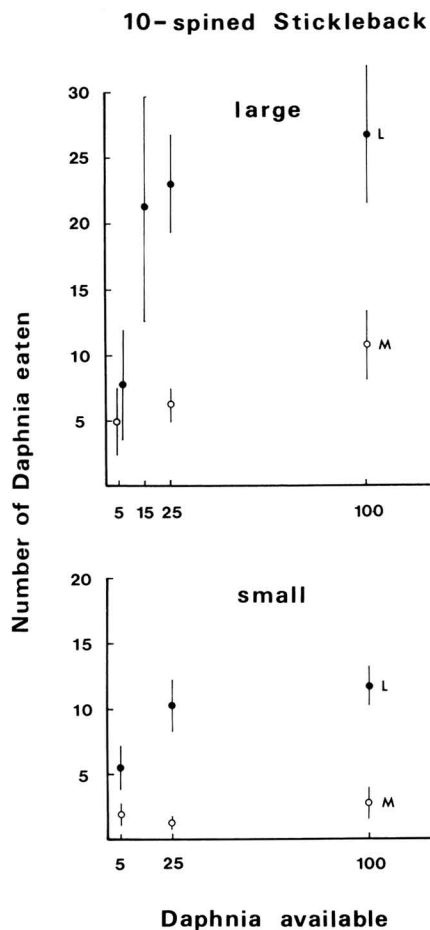 10-spined Stickleback
large
30
25
20
15
10
5
L
M
5 15 25 100
Number of Daphnia eaten
small
20
15
10
5
L
M
5 25 100
Daphnia available